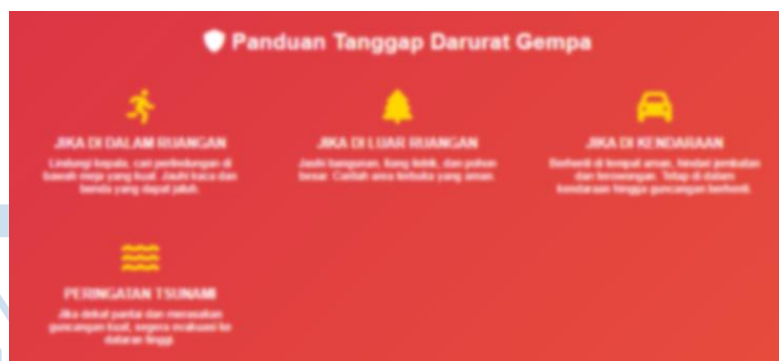 Panduan Tanggap Darurat Gempa
JIKA DI DALAM RUANGAN
Lindungi kepala, cari perlindungan di
bawah meja yang kuat. Jauhi kaca dan
benda yang dapat jatuh.
JIKA DI LUAR RUANGAN
Jauhi bangunan, tiang listrik, dan pohon
besar. Carilah area terbuka yang aman.
JIKA DI KENDARAAN
Berhenti di tempat aman, hindari jembatan
dan terowongan. Tetap di dalam
kendaraan hingga guncangan berhenti.
PERINGATAN TSUNAMI
Jika dekat pantai dan merasakan
guncangan kuat, segera evakuasi ke
dataran tinggi.